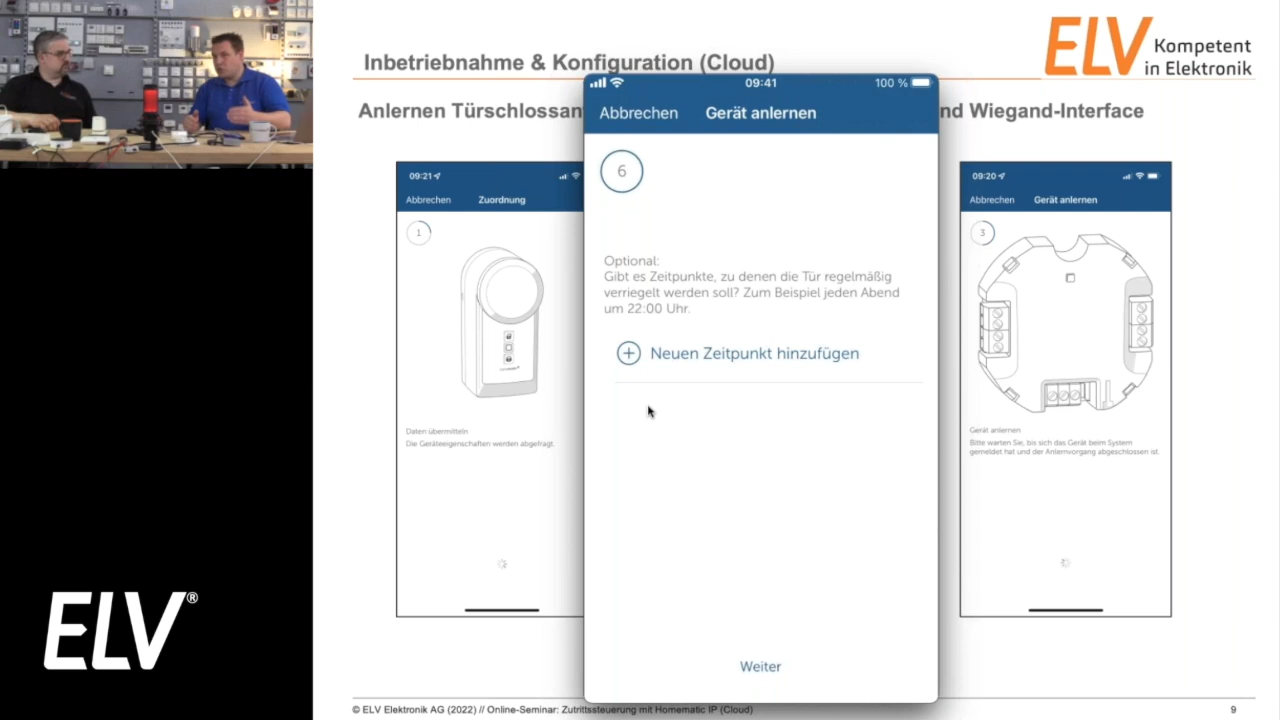 Inbetriebnahme & Konfiguration (Cloud)
ELV Kompetent
in Elektronik
Anlernen Türschlossan
nd Wiegand-Interface
09:21
Abbrechen Zuordnung
1
Daten übermitteln
Die Geräteeigenschaften werden abgefragt.
09:41 100 %
Abbrechen Gerät anlernen
6
Optional:
Gibt es Zeitpunkte, zu denen die Tür regelmäßig
verriegelt werden soll? Zum Beispiel jeden Abend
um 22:00 Uhr.
Neuen Zeitpunkt hinzufügen
Weiter
09:20
Abbrechen Gerät anlernen
3
Gerät anlernen
Bitte warten Sie, bis sich das Gerät beim System
gemeldet hat und der Anlernvorgang abgeschlossen ist.
ELV®
© ELV Elektronik AG (2022) // Online-Seminar: Zutrittssteuerung mit Homematic IP (Cloud)
9